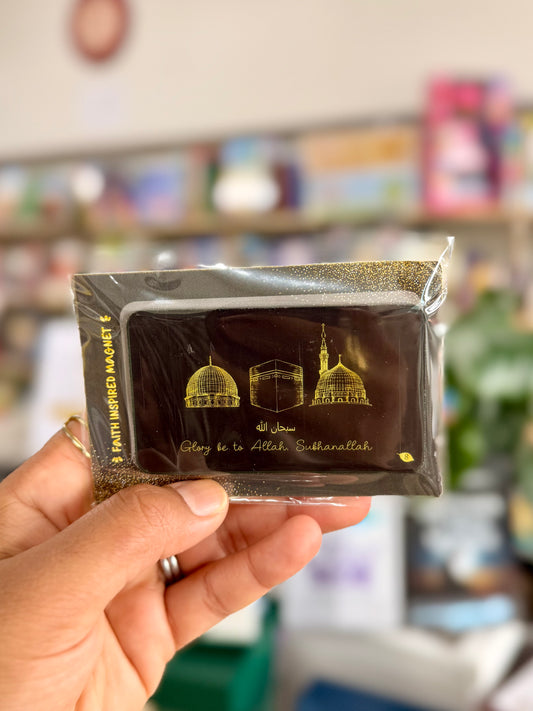 FAITH INSPIRED MAGNET
سبحان الله
Glory be to Allah, Subhanallah